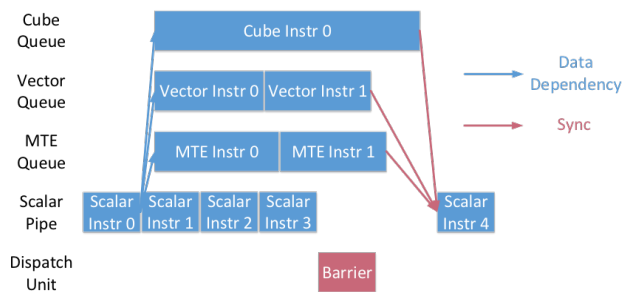 Cube
Queue
Cube Instr 0
Vector
Queue
Vector Instr 0
Vector Instr 1
Data
Dependency
Sync
MTE
Queue
MTE Instr 0
MTE Instr 1
Scalar
Pipe
Scalar
Instr 0
Scalar
Instr 1
Scalar
Instr 2
Scalar
Instr 3
Scalar
Instr 4
Dispatch
Unit
Barrier